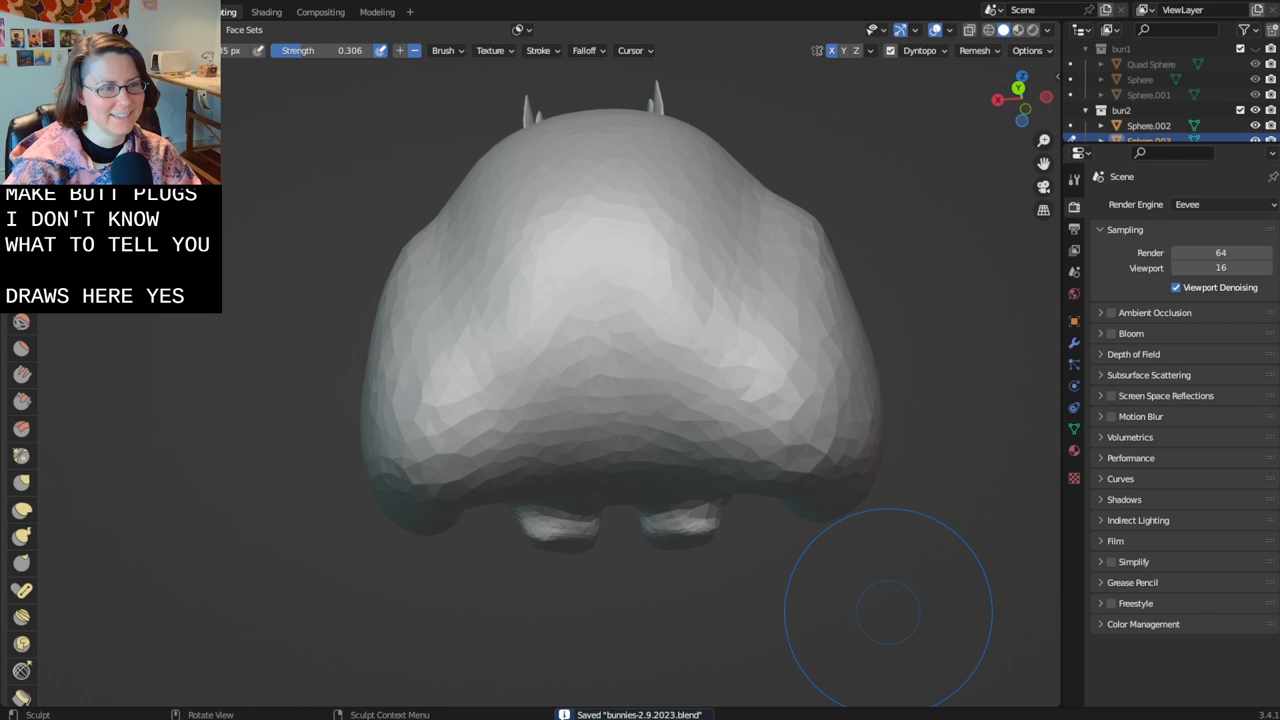 Shading Compositing Modeling +
Scene ViewLayer
Face Sets
px Strength 0.306 Brush Texture Stroke Falloff Cursor X Y Z Dyntopo Remesh Options
bun1
Quad Sphere
Sphere
Sphere.001
bun2
Sphere.002
MAKE BUTT PLUGS
I DON'T KNOW
WHAT TO TELL YOU
DRAWS HERE YES
Z
Y
X
Scene
Render Engine Eevee
Sampling
Render 64
Viewport 16
Viewport Denoising
Ambient Occlusion
Bloom
Depth of Field
Subsurface Scattering
Screen Space Reflections
Motion Blur
Volumetrics
Performance
Curves
Shadows
Indirect Lighting
Film
Simplify
Grease Pencil
Freestyle
Color Management
Sculpt Rotate View Sculpt Context Menu Saved "bunnies-2.9.2023.blend" 3.4.1